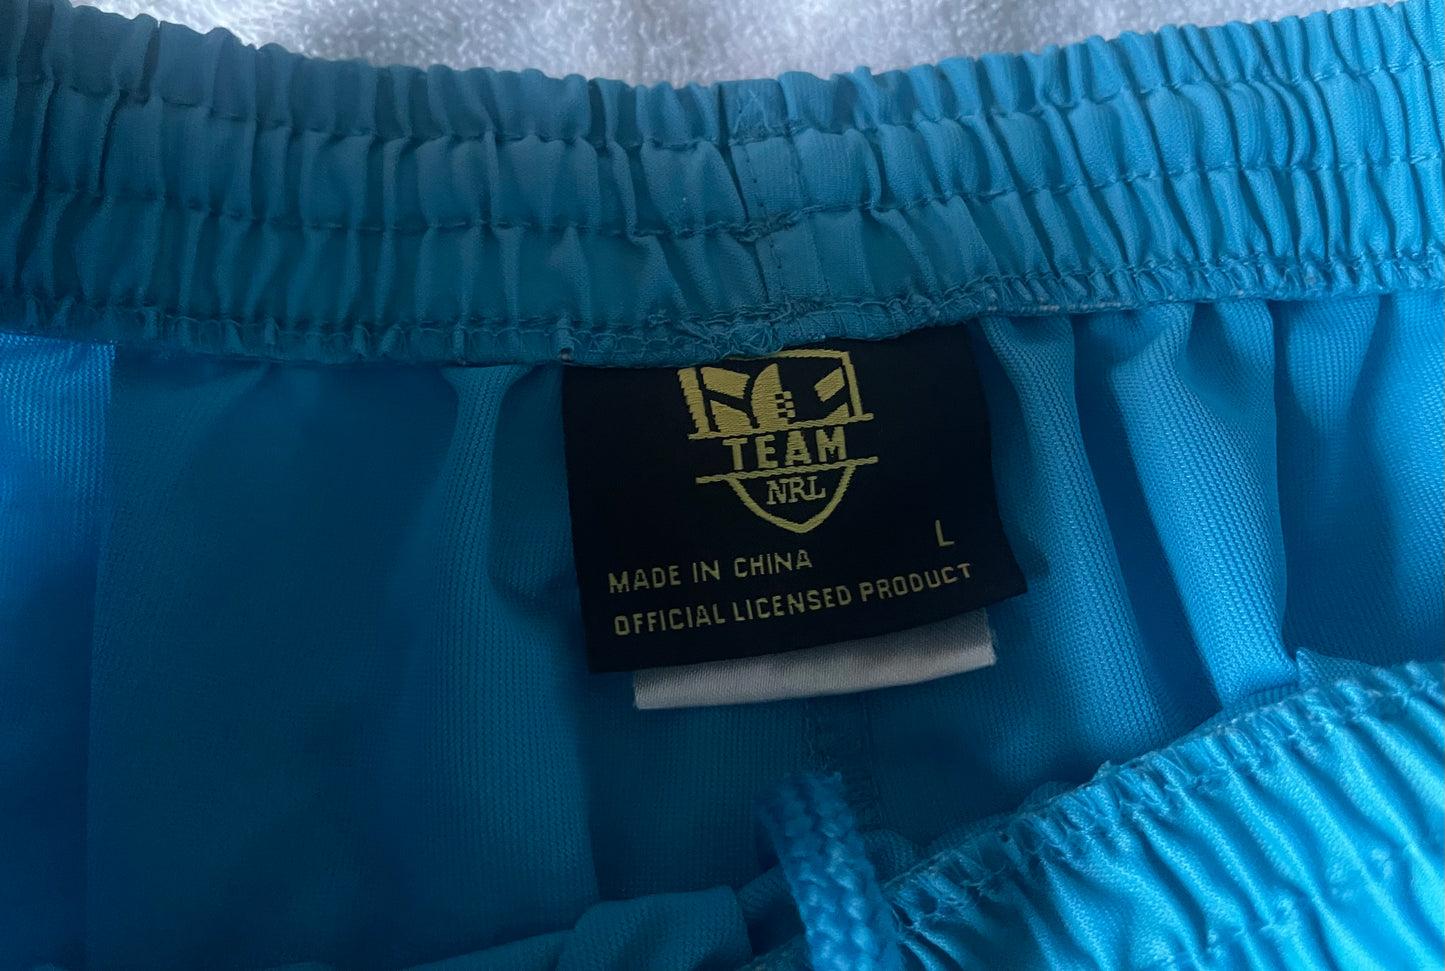 TEAM
NRL
L
MADE IN CHINA
OFFICIAL LICENSED PRODUCT